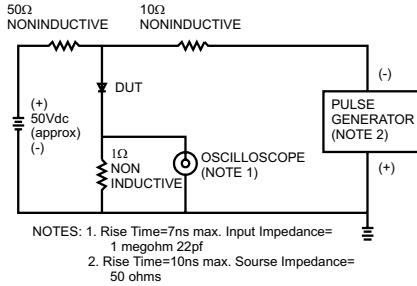 50Ω
NONINDUCTIVE
10Ω
NONINDUCTIVE
(+)
50Vdc
(approx)
(-)
DUT
(-)
PULSE
GENERATOR
(NOTE 2)
(+)
1Ω
NON
INDUCTIVE
OSCILLOSCOPE
(NOTE 1)
NOTES: 1. Rise Time=7ns max. Input Impedance=
1 megohm 22pf
2. Rise Time=10ns max. Sourse Impedance=
50 ohms